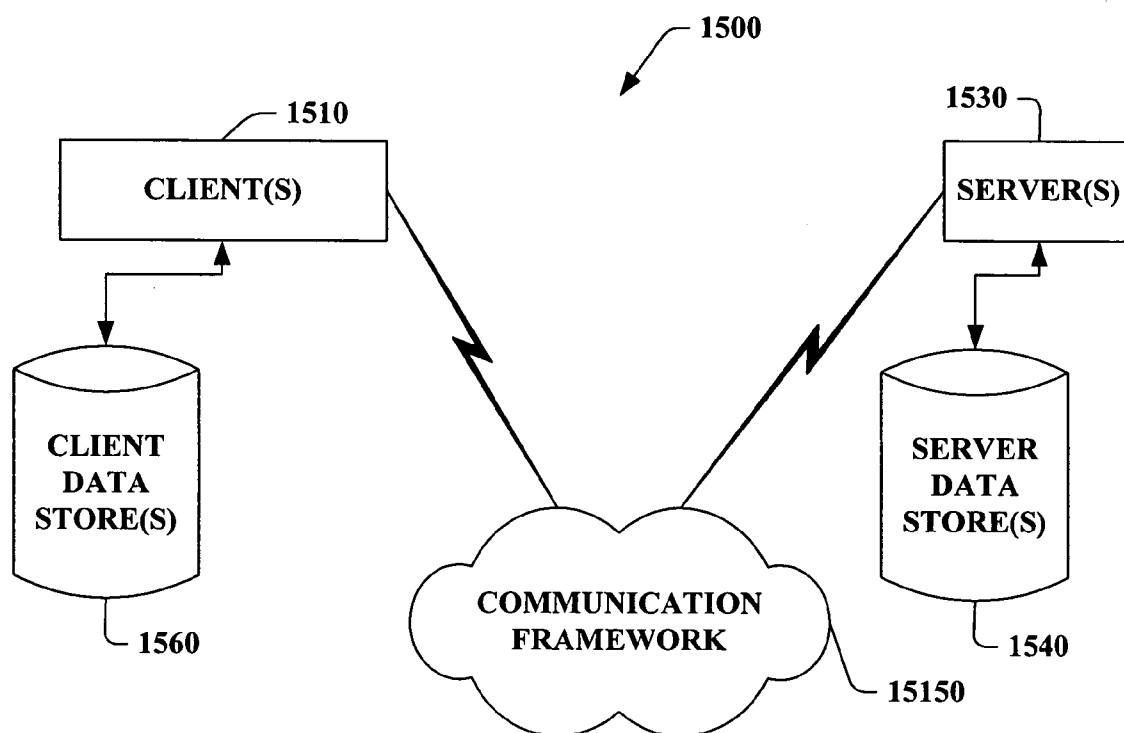 1500
1510
1530
CLIENT(S)
SERVER(S)
CLIENT
DATA
STORE(S)
SERVER
DATA
STORE(S)
COMMUNICATION
FRAMEWORK
1560
1540
15150